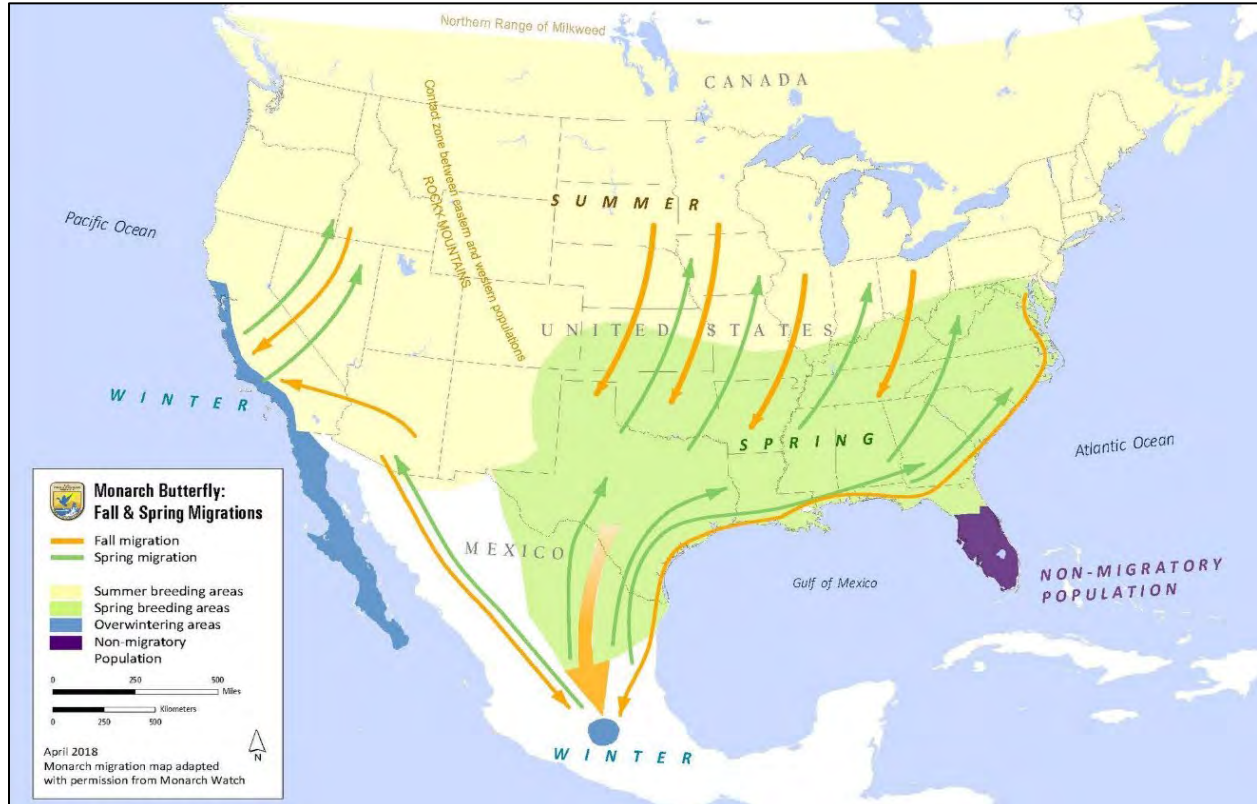 Northern Range of Milkweed
CANADA
Contact zone between eastern and western populations
ROCKY MOUNTAINS
SUMMER
Pacific Ocean
UNITED STATES
WINTER
SPRING
Atlantic Ocean
MEXICO
Gulf of Mexico
NON-MIGRATORY
POPULATION
WINTER
Monarch Butterfly:
Fall & Spring Migrations
Fall migration
Spring migration
Summer breeding areas
Spring breeding areas
Overwintering areas
Non-migratory
Population
0 250 500
Miles
Kilometers
0 250 500
N
April 2018
Monarch migration map adapted
with permission from Monarch Watch